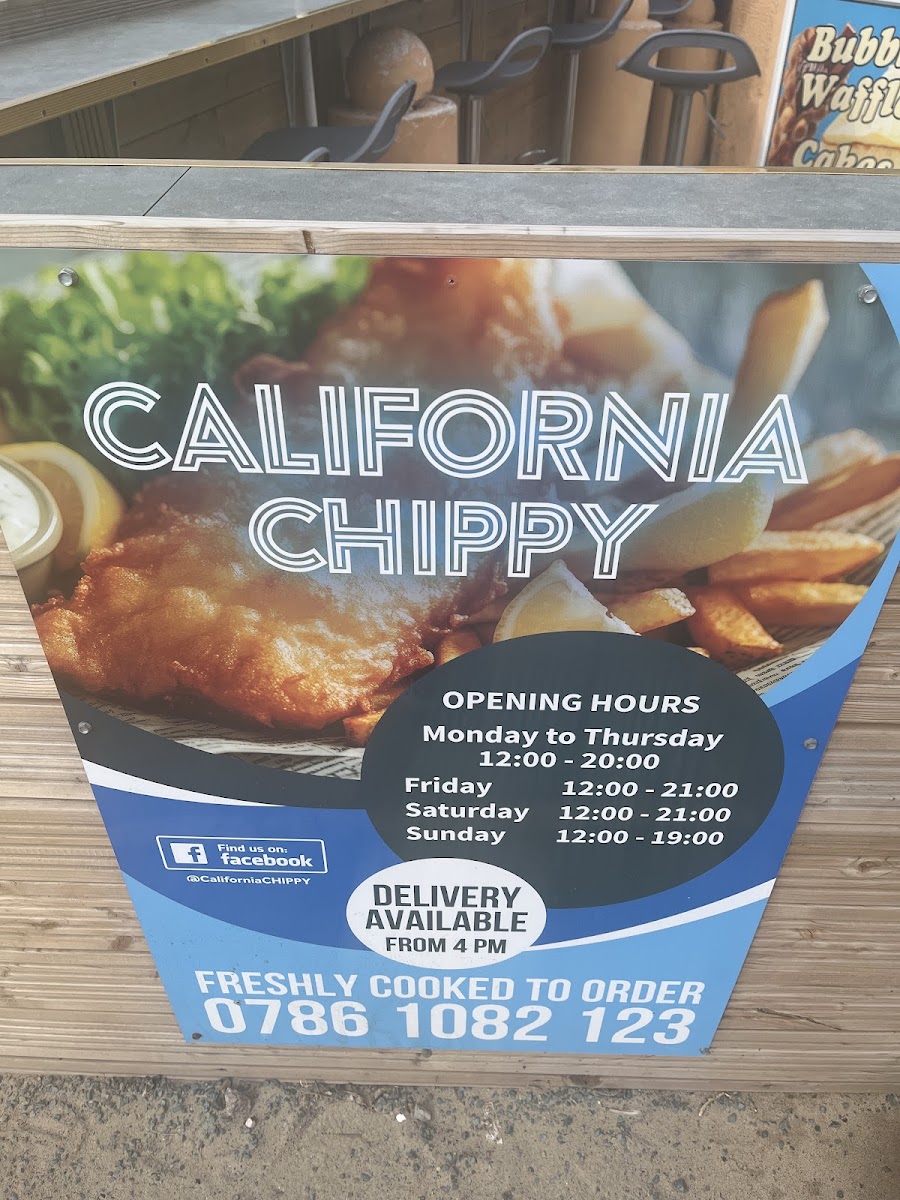 Waffle
CALIFORNIA
CHIPPY
OPENING HOURS
Monday to Thursday
12:00 - 20:00
Friday 12:00 - 21:00
Saturday 12:00 - 21:00
Sunday 12:00 - 19:00
f Find us on:
facebook
@CaliforniaCHIPPY
DELIVERY
AVAILABLE
FROM 4 PM
FRESHLY COOKED TO ORDER
0786 1082 123